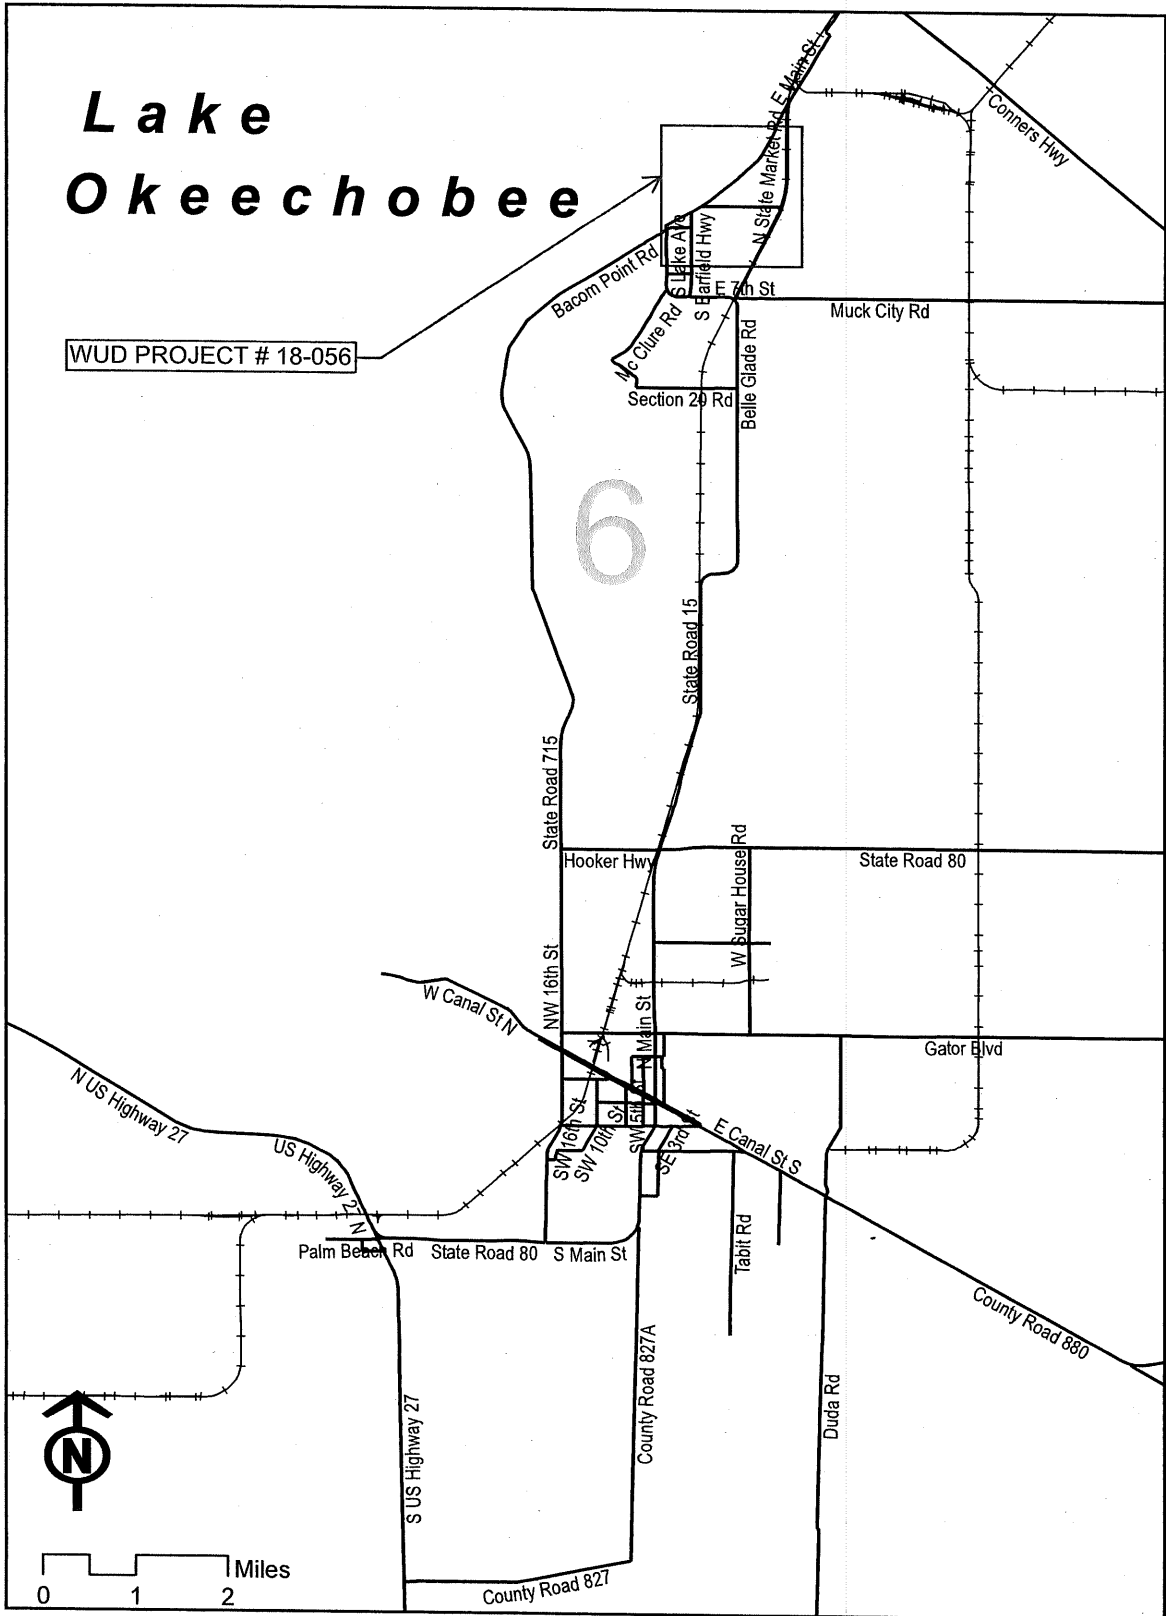 Lake
Okeechobee
E Main St
Conners Hwy
N State Market Rd
S Lake Ave
S Barfield Hwy
Bacom Point Rd
E 7th St
Muck City Rd
WUD PROJECT # 18-056
Mc Clure Rd
Belle Glade Rd
Section 20 Rd
6
State Road 15
State Road 715
Hooker Hwy
W Sugar House Rd
State Road 80
NW 16th St
W Canal St N
N Main St
Gator Blvd
N US Highway 27
SW 16th St
SW 10th St
SW 5th St
SE 3rd St
E Canal St S
US Highway 27 N
Palm Beach Rd
State Road 80
S Main St
Tabit Rd
County Road 880
County Road 827A
Duda Rd
S US Highway 27
N
Miles
0 1 2
County Road 827